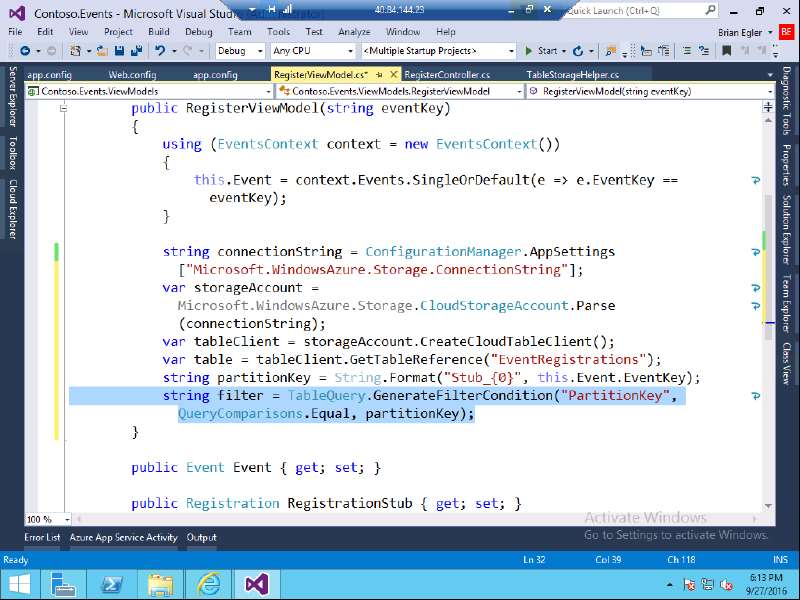 Contoso.Events - Microsoft Visual Stud
40.84.144.23
Quick Launch (Ctrl+Q)
File Edit View Project Build Debug Team Tools Test Analyze Window Help
Brian Egler BE
Debug Any CPU <Multiple Startup Projects> Start
app.config Web.config app.config RegisterViewModel.cs* RegisterController.cs TableStorageHelper.cs
Contoso.Events.ViewModels Contoso.Events.ViewModels.RegisterViewModel RegisterViewModel(string eventKey)
Server Explorer
Toolbox
Cloud Explorer
public RegisterViewModel(string eventKey)
{
using (EventsContext context = new EventsContext())
{
this.Event = context.Events.SingleOrDefault(e => e.EventKey ==
eventKey);
}
string connectionString = ConfigurationManager.AppSettings
["Microsoft.WindowsAzure.Storage.ConnectionString"];
var storageAccount =
Microsoft.WindowsAzure.Storage.CloudStorageAccount.Parse
(connectionString);
var tableClient = storageAccount.CreateCloudTableClient();
var table = tableClient.GetTableReference("EventRegistrations");
string partitionKey = String.Format("Stub_{0}", this.Event.EventKey);
string filter = TableQuery.GenerateFilterCondition("PartitionKey",
QueryComparisons.Equal, partitionKey);
}
public Event Event { get; set; }
public Registration RegistrationStub { get; set; }
Diagnostic Tools
Properties
Solution Explorer
Team Explorer
Class View
100 %
Activate Windows
Go to Settings to activate Windows.
Error List Azure App Service Activity Output
Ready Ln 32 Col 39 Ch 118 INS
6:13 PM
9/27/2016